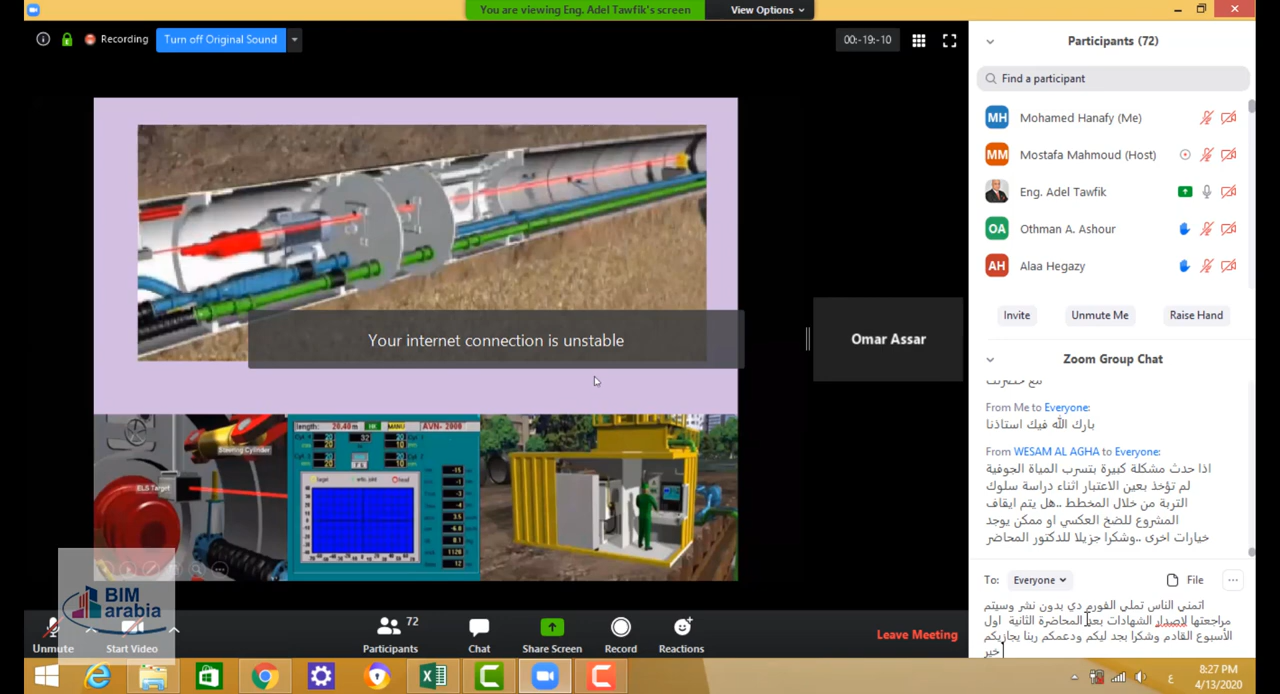 You are viewing Eng. Adel Tawfik's screen
View Options
Recording
Turn off Original Sound
00:-19:-10
Your internet connection is unstable
Steering Cylinder
ELS Target
length: 20.40m
MANU
AVN- 2000
Omar Assar
BIM
arabia
Participants (72)
Find a participant
MH Mohamed Hanafy (Me)
MM Mostafa Mahmoud (Host)
Eng. Adel Tawfik
OA Othman A. Ashour
AH Alaa Hegazy
Invite
Unmute Me
Raise Hand
Zoom Group Chat
From Me to Everyone:
بارك الله فيك استاذنا
From WESAM AL AGHA to Everyone:
اذا حدث مشكلة كبيرة بتسرب المياة الجوفية
لم تؤخذ بعين الاعتبار اثناء دراسة سلوك
التربة من خلال المخطط ..هل يتم ايقاف
المشروع للضخ العكسي او ممكن يوجد
خيارات اخرى ..وشكرا جزيلا للدكتور المحاضر
To: Everyone
File
اتمني الناس تملي الفورم دي بدون نشر وسيتم
مراجعتها لاصدار الشهادات بعد المحاضرة الثانية اول
الأسبوع القادم وشكرا بجد ليكم ودعمكم ربنا يجازيكم
خير
Unmute
Start Video
72
Participants
Chat
Share Screen
Record
Reactions
Leave Meeting
8:27 PM
4/13/2020